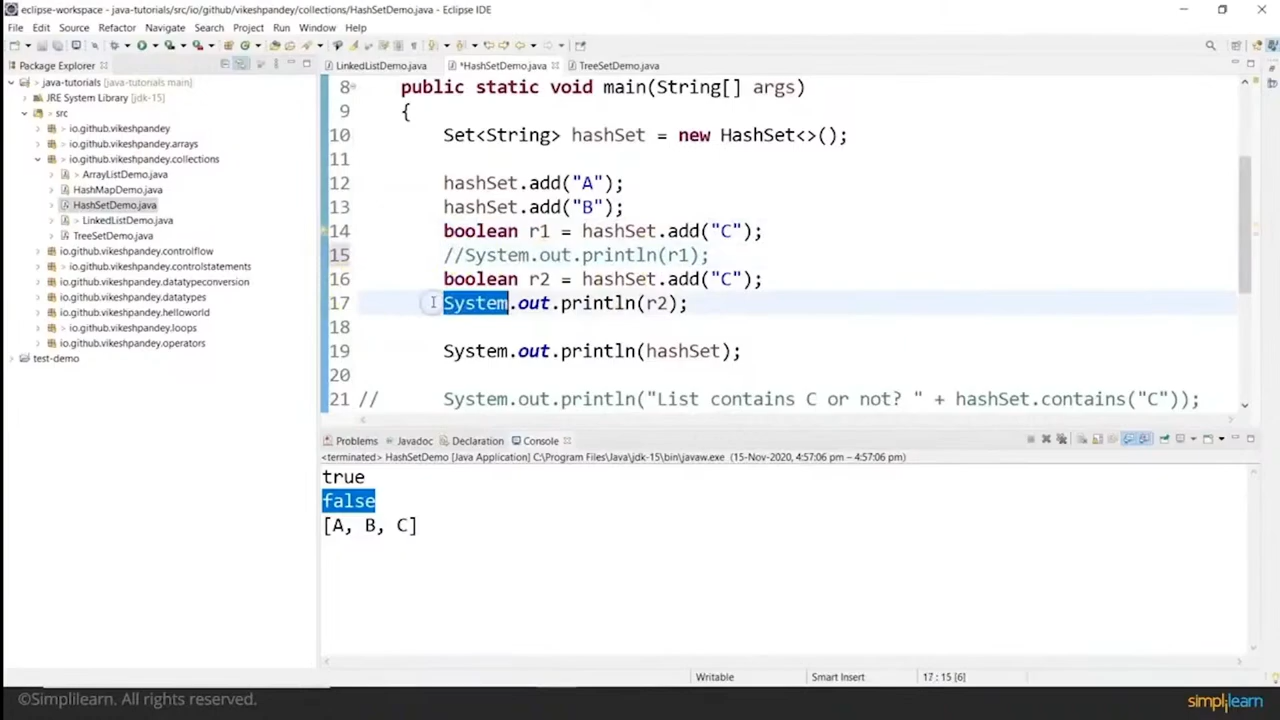 eclipse-workspace - java-tutorials/src/io/github/vikeshpandey/collections/HashSetDemo.java - Eclipse IDE
File Edit Source Refactor Navigate Search Project Run Window Help
Package Explorer
LinkedListDemo.java
*HashSetDemo.java
TreeSetDemo.java
java-tutorials [java-tutorials main]
JRE System Library [jdk-15]
> src
> io.github.vikeshpandey
> io.github.vikeshpandey.arrays
> io.github.vikeshpandey.collections
> ArrayListDemo.java
HashMapDemo.java
HashSetDemo.java
> LinkedListDemo.java
TreeSetDemo.java
io.github.vikeshpandey.controlflow
> io.github.vikeshpandey.controlstatements
io.github.vikeshpandey.datatypeconversion
io.github.vikeshpandey.datatypes
io.github.vikeshpandey.helloworld
> io.github.vikeshpandey.loops
io.github.vikeshpandey.operators
test-demo
8 public static void main(String[] args)
9 {
10 Set<String> hashSet = new HashSet<>();
11
12 hashSet.add("A");
13 hashSet.add("B");
14 boolean r1 = hashSet.add("C");
15 //System.out.println(r1);
16 boolean r2 = hashSet.add("C");
17 System.out.println(r2);
18
19 System.out.println(hashSet);
20
21 // System.out.println("List contains C or not? " + hashSet.contains("C"));
Problems Javadoc Declaration Console
<terminated> HashSetDemo [Java Application] C:\Program Files\Java\jdk-15\bin\javaw.exe (15-Nov-2020, 4:57:06 pm – 4:57:06 pm)
true
false
[A, B, C]
Writable Smart Insert 17 : 15 [6]
©Simplilearn. All rights reserved.
simplilearn